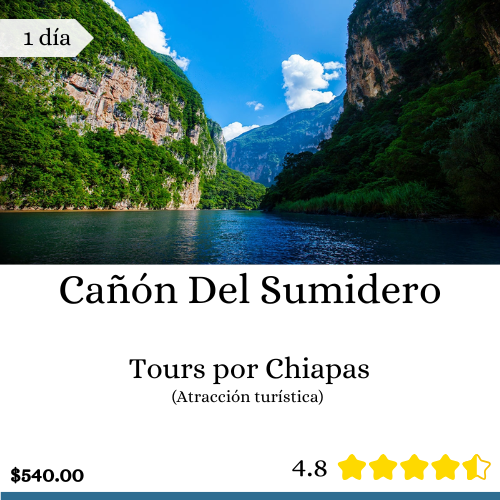 1 día
Cañón Del Sumidero
Tours por Chiapas
(Atracción turística)
$540.00
4.8